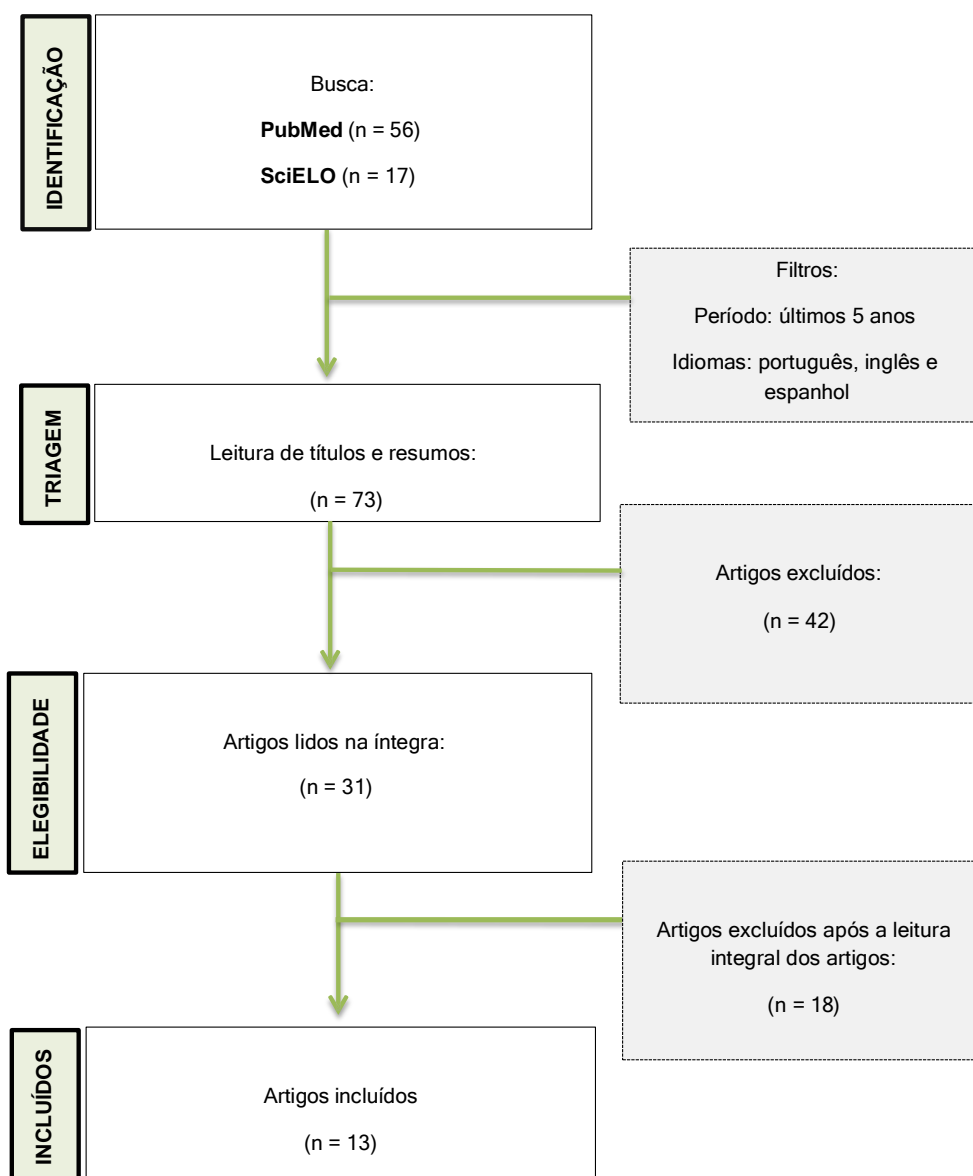 IDENTIFICAÇÃO
Busca:
PubMed (n = 56)
SciELO (n = 17)
Filtros:
Período: últimos 5 anos
Idiomas: português, inglês e
espanhol
TRIAGEM
Leitura de títulos e resumos:
(n = 73)
Artigos excluídos:
(n = 42)
ELEGIBILIDADE
Artigos lidos na íntegra:
(n = 31)
Artigos excluídos após a leitura
integral dos artigos:
(n = 18)
INCLUÍDOS
Artigos incluídos
(n = 13)